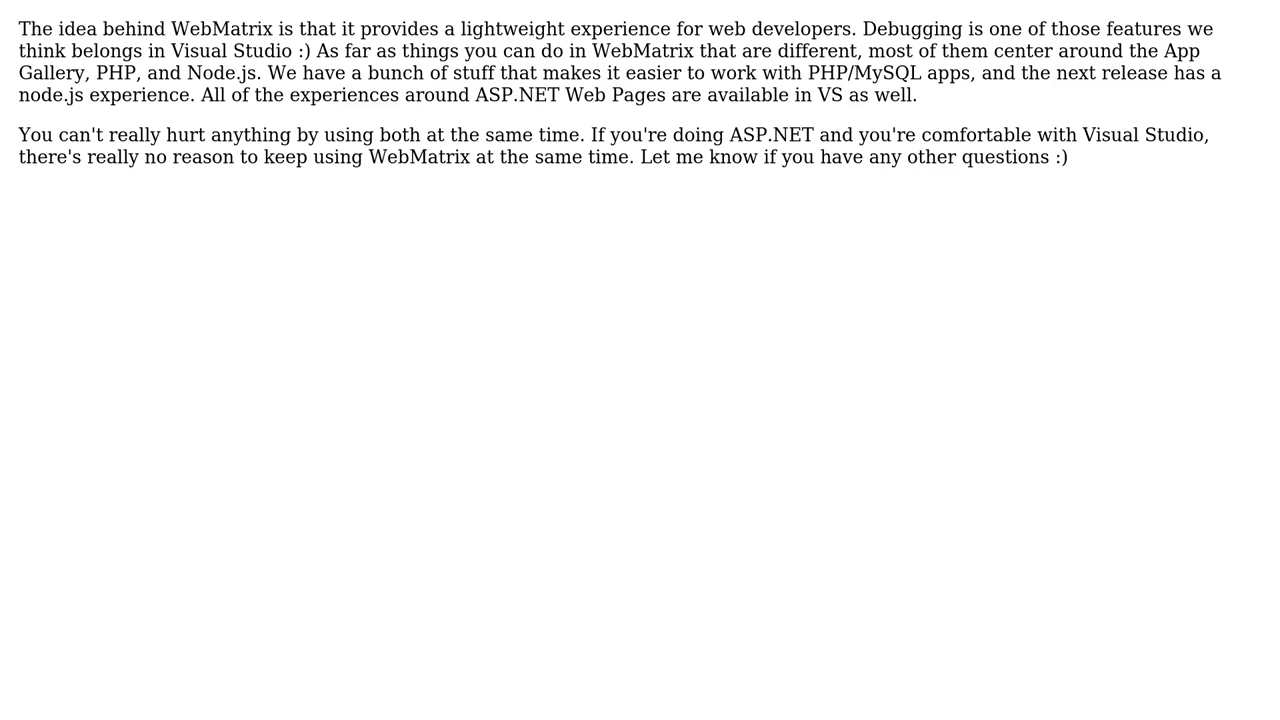 The idea behind WebMatrix is that it provides a lightweight experience for web developers. Debugging is one of those features we
think belongs in Visual Studio :) As far as things you can do in WebMatrix that are different, most of them center around the App
Gallery, PHP, and Node.js. We have a bunch of stuff that makes it easier to work with PHP/MySQL apps, and the next release has a
node.js experience. All of the experiences around ASP.NET Web Pages are available in VS as well.
You can't really hurt anything by using both at the same time. If you're doing ASP.NET and you're comfortable with Visual Studio,
there's really no reason to keep using WebMatrix at the same time. Let me know if you have any other questions :)